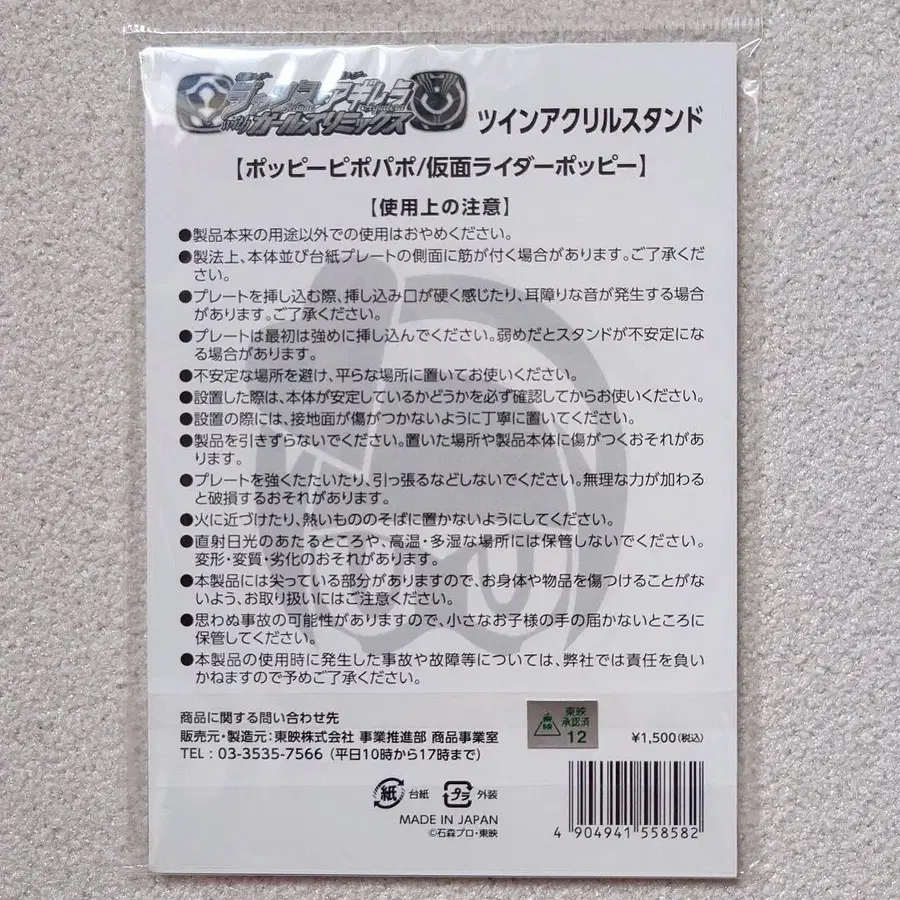 ジャンヌ&アギレラ
withガールズリミックス
ツインアクリルスタンド
【ポッピーピポパポ/仮面ライダーポッピー】
【使用上の注意】
●製品本来の用途以外での使用はおやめください。
●製法上、本体並び台紙プレートの側面に筋が付く場合があります。ご了承くだ
さい。
●プレートを挿し込む際、挿し込み口が硬く感じたり、耳障りな音が発生する場合
があります。ご了承ください。
●プレートは最初は強めに挿し込んでください。弱めだとスタンドが不安定にな
る場合があります。
●不安定な場所を避け、平らな場所に置いてお使いください。
●設置した際は、本体が安定しているかどうかを必ず確認してからお使いください。
●設置の際には、接地面が傷がつかないように丁寧に置いてください。
●製品を引きずらないでください。置いた場所や製品本体に傷がつくおそれがあ
ります。
●プレートを強くたたいたり、引っ張るなどしないでください。無理な力が加わる
と破損するおそれがあります。
●火に近づけたり、熱いもののそばに置かないようにしてください。
●直射日光のあたるところや、高温・多湿な場所には保管しないでください。
変形・変質・劣化のおそれがあります。
●本製品には尖っている部分がありますので、お身体や物品を傷つけることがな
いよう、お取り扱いにはご注意ください。
●思わぬ事故の可能性がありますので、小さなお子様の手の届かないところに
保管してください。
●本製品の使用時に発生した事故や故障等については、弊社では責任を負い
かねますので予めご了承ください。
商品に関する問い合わせ先
販売元・製造元:東映株式会社 事業推進部 商品事業室
TEL : 03-3535-7566 (平日10時から17時まで)
東映
承認済
12
¥1,500(税込)
紙 台紙 プラ 外装
MADE IN JAPAN
©石森プロ・東映
4 904941 558582